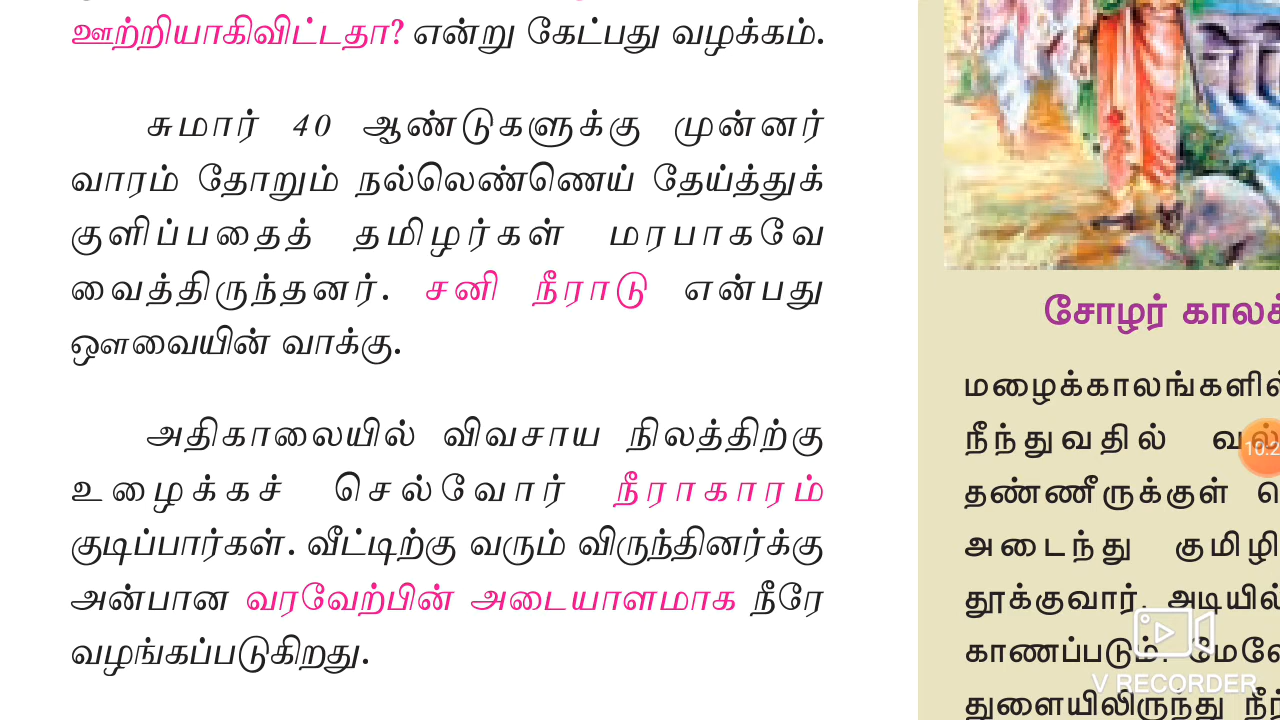 ஊற்றியாகிவிட்டதா? என்று கேட்பது வழக்கம்.
சுமார் 40 ஆண்டுகளுக்கு முன்னர்
வாரம் தோறும் நல்லெண்ணெய் தேய்த்துக்
குளிப்பதைத் தமிழர்கள் மரபாகவே
வைத்திருந்தனர். சனி நீராடு என்பது
ஔவையின் வாக்கு.
அதிகாலையில் விவசாய நிலத்திற்கு
உழைக்கச் செல்வோர் நீராகாரம்
குடிப்பார்கள். வீட்டிற்கு வரும் விருந்தினர்க்கு
அன்பான வரவேற்பின் அடையாளமாக நீரே
வழங்கப்படுகிறது.
சோழர்
மழைக்காலங்களில்
நீந்துவதில்
தண்ணீருக்குள்
அடைந்து
தூக்குவார். அடியில்
காணப்படும்.
துளையிலிருந்து
V RECORDER